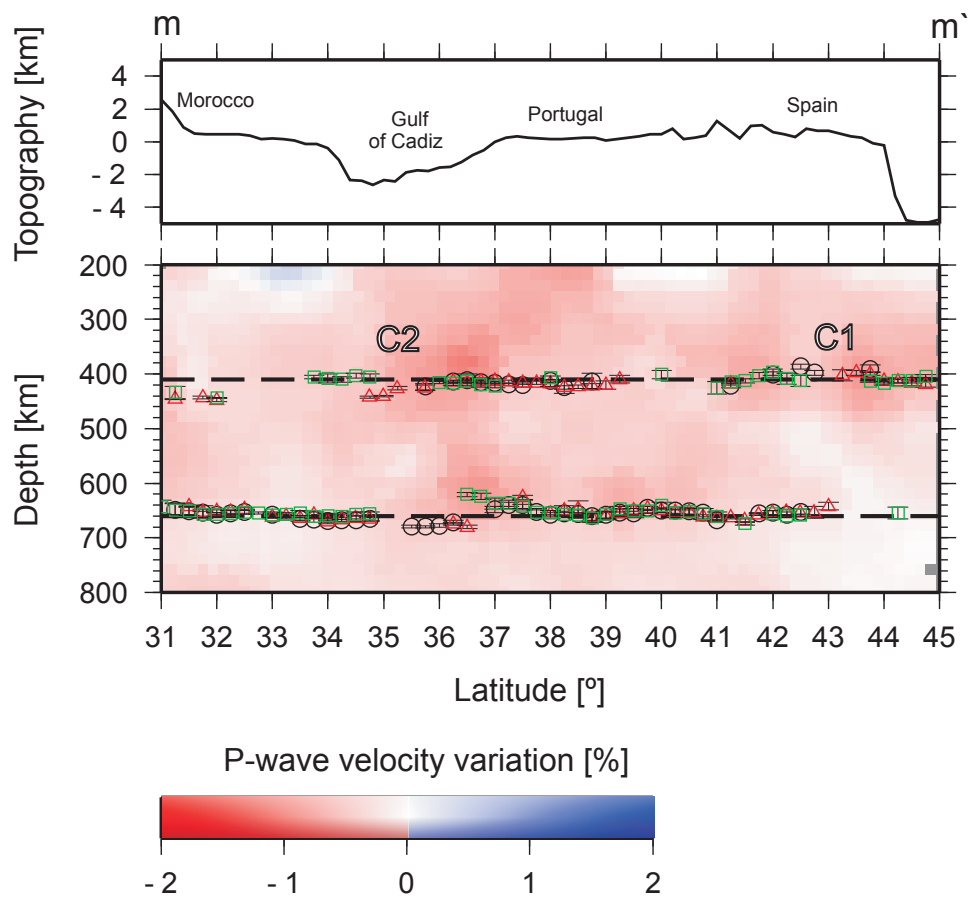 m m`
Topography [km]
4
2
0
- 2
- 4
Morocco
Gulf
of Cadiz
Portugal
Spain
Depth [km]
200
300
400
500
600
700
800
C2
C1
31 32 33 34 35 36 37 38 39 40 41 42 43 44 45
Latitude [º]
P-wave velocity variation [%]
- 2 - 1 0 1 2